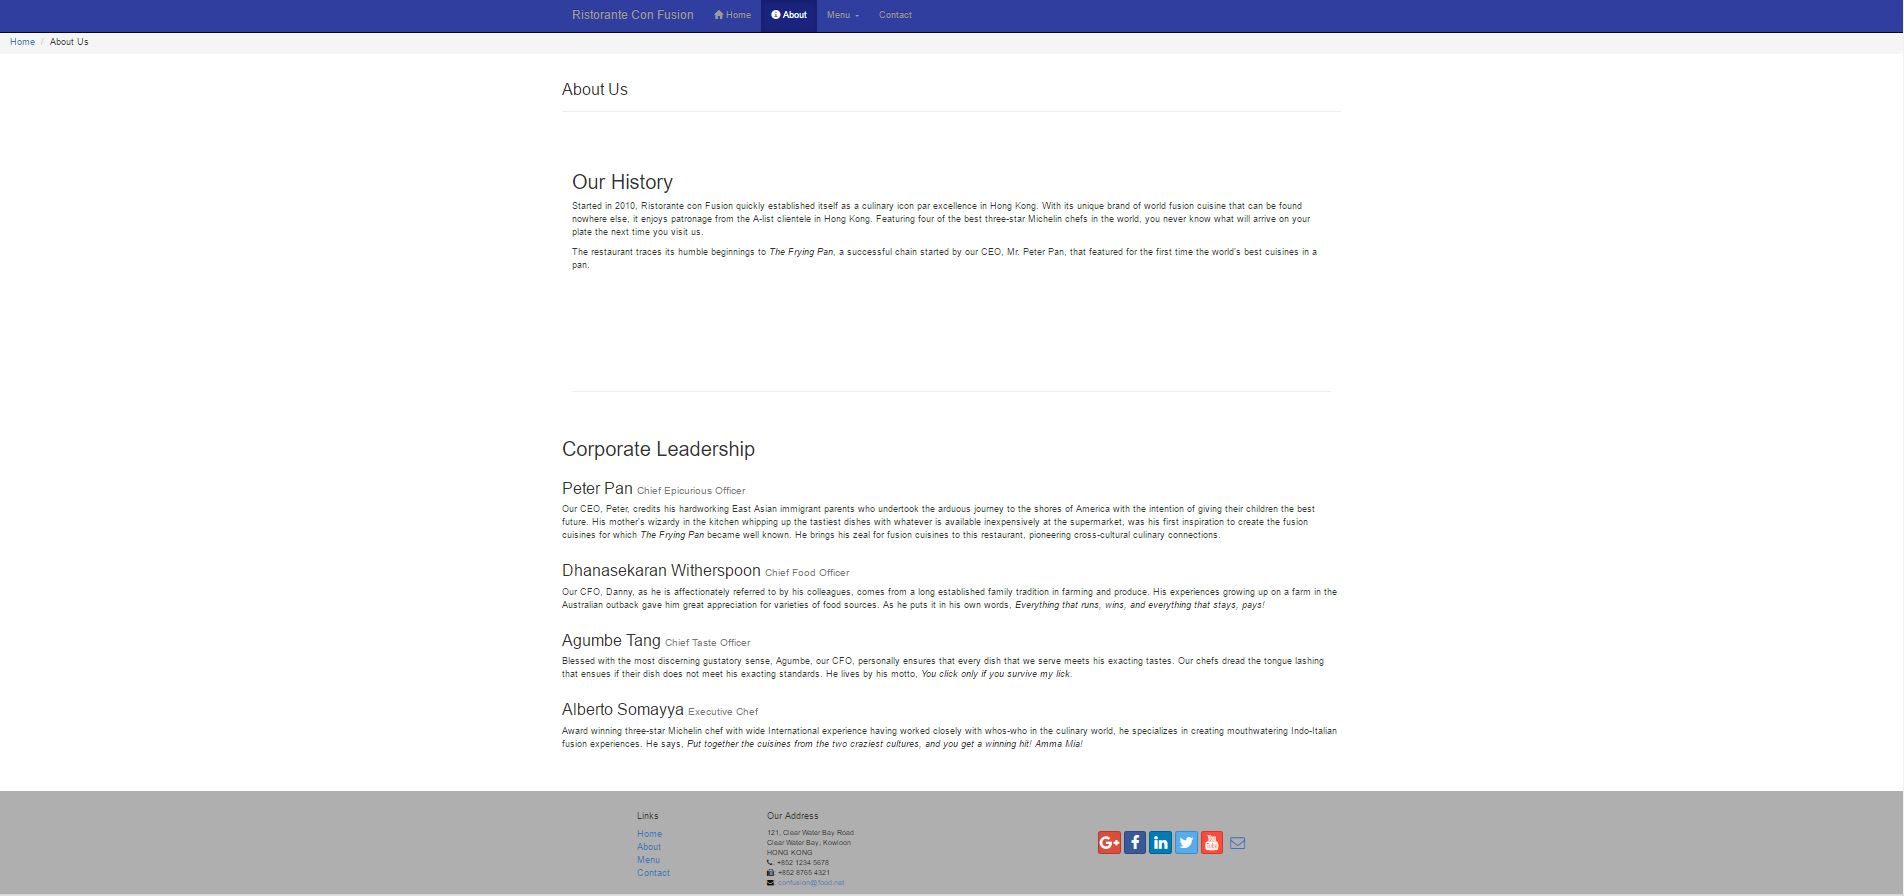 Ristorante Con Fusion Home About Menu Contact
Home / About Us
About Us
Our History
Started in 2010, Ristorante con Fusion quickly established itself as a culinary icon par excellence in Hong Kong. With its unique brand of world fusion cuisine that can be found
nowhere else, it enjoys patronage from the A-list clientele in Hong Kong. Featuring four of the best three-star Michelin chefs in the world, you never know what will arrive on your
plate the next time you visit us.
The restaurant traces its humble beginnings to The Frying Pan, a successful chain started by our CEO, Mr. Peter Pan, that featured for the first time the world's best cuisines in a
pan.
Corporate Leadership
Peter Pan Chief Epicurious Officer
Our CEO, Peter, credits his hardworking East Asian immigrant parents who undertook the arduous journey to the shores of America with the intention of giving their children the best
future. His mother's wizardy in the kitchen whipping up the tastiest dishes with whatever is available inexpensively at the supermarket, was his first inspiration to create the fusion
cuisines for which The Frying Pan became well known. He brings his zeal for fusion cuisines to this restaurant, pioneering cross-cultural culinary connections.
Dhanasekaran Witherspoon Chief Food Officer
Our CFO, Danny, as he is affectionately referred to by his colleagues, comes from a long established family tradition in farming and produce. His experiences growing up on a farm in the
Australian outback gave him great appreciation for varieties of food sources. As he puts it in his own words, Everything that runs, wins, and everything that stays, pays!
Agumbe Tang Chief Taste Officer
Blessed with the most discerning gustatory sense, Agumbe, our CFO, personally ensures that every dish that we serve meets his exacting tastes. Our chefs dread the tongue lashing
that ensues if their dish does not meet his exacting standards. He lives by his motto, You click only if you survive my lick.
Alberto Somayya Executive Chef
Award winning three-star Michelin chef with wide International experience having worked closely with whos-who in the culinary world, he specializes in creating mouthwatering Indo-Italian
fusion experiences. He says, Put together the cuisines from the two craziest cultures, and you get a winning hit! Amma Mia!
Links
Home
About
Menu
Contact
Our Address
121, Clear Water Bay Road
Clear Water Bay, Kowloon
HONG KONG
: +852 1234 5678
: +852 8765 4321
: confusion@food.net
G+ f in You Tube